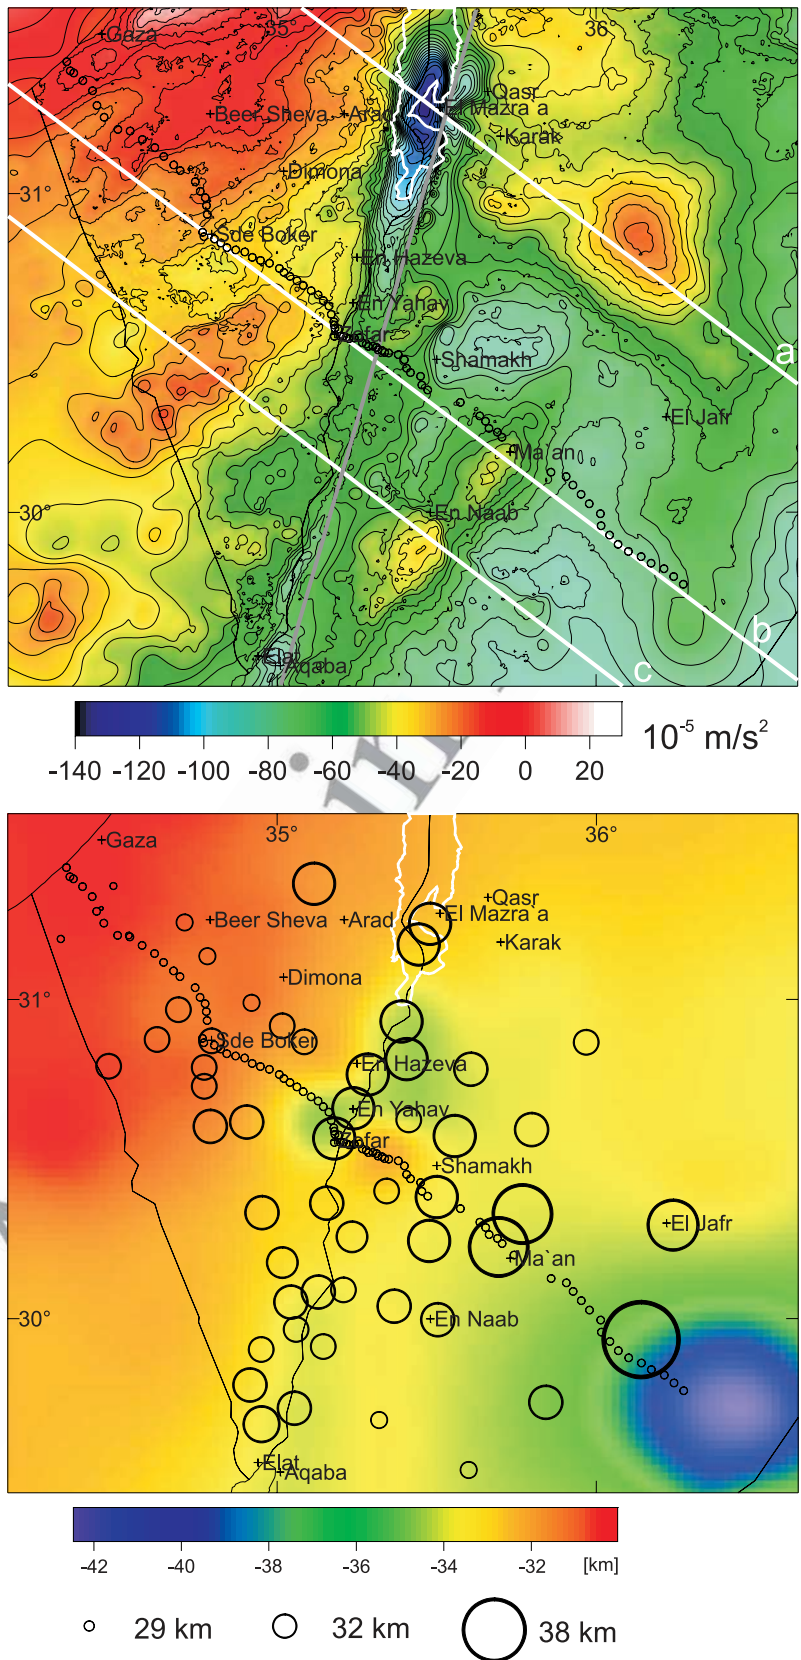 Gaza
35°
36°
Qasr
Beer Sheva
Arad
El Mazra`a
Karak
31°
Dimona
Sde Boker
En Hazeva
En Yahav
Zofar
a
Shamakh
El Jafr
Ma`an
30°
En Naab
b
Elat
c
Aqaba
10⁻⁵ m/s²
-140 -120 -100 -80 -60 -40 -20 0 20
35°
36°
Gaza
Qasr
Beer Sheva
Arad
El Mazra`a
Karak
Dimona
31°
Sde Boker
En Hazeva
En Yahav
Zofar
Shamakh
El Jafr
Ma`an
30°
En Naab
Elat
Aqaba
-42 -40 -38 -36 -34 -32 [km]
29 km 32 km 38 km